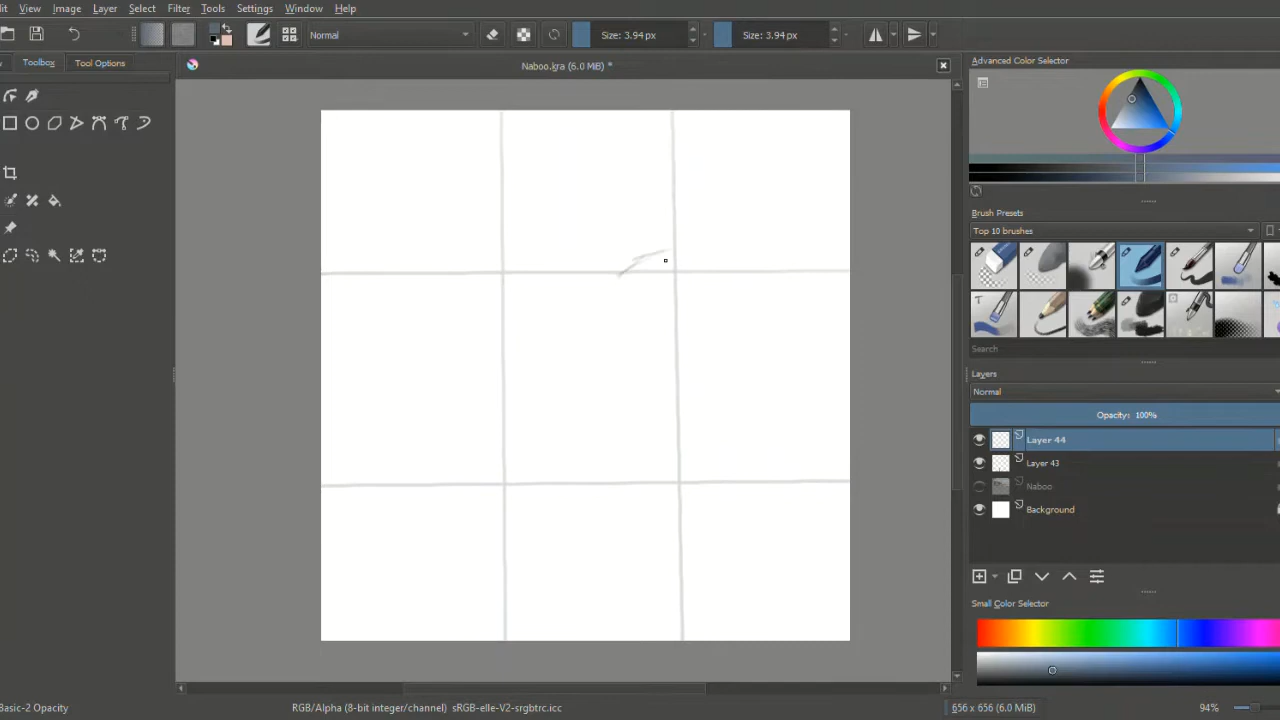 View Image Layer Select Filter Tools Settings Window Help
Normal Size: 3.94 px Size: 3.94 px
Toolbox Tool Options
Naboo.kra (6.0 MiB) *
Advanced Color Selector
Brush Presets
Top 10 brushes
Search
Layers
Normal
Opacity: 100%
Layer 44
Layer 43
Naboo
Background
Small Color Selector
Basic-2 Opacity RGB/Alpha (8-bit integer/channel) sRGB-elle-V2-srgbtrc.icc 656 x 656 (6.0 MiB) 94%